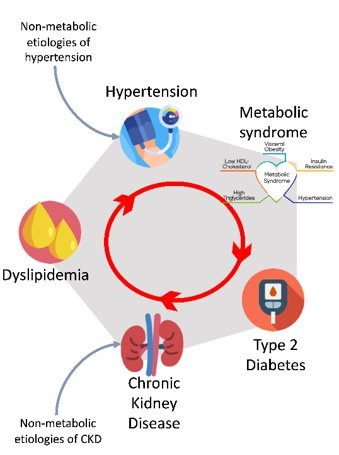 Non-metabolic
etiologies of
hypertension
Hypertension
Metabolic
syndrome
Visceral
Obesity
Low HDL-
Cholesterol
Insulin
Resistance
Metabolic
Syndrome
High
Triglycerides
Hypertension
Dyslipidemia
Type 2
Diabetes
Chronic
Kidney
Disease
Non-metabolic
etiologies of CKD